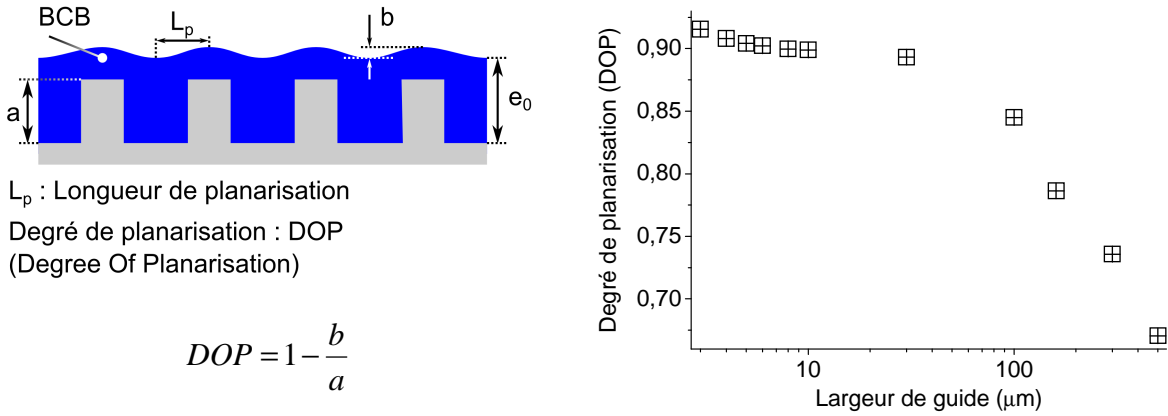 BCB
Lp
b
a
e0
Lp : Longueur de planarisation
Degré de planarisation : DOP
(Degree Of Planarisation)
DOP = 1 − b/a
Degré de planarisation (DOP)
0,90
0,85
0,80
0,75
0,70
10
100
Largeur de guide (μm)